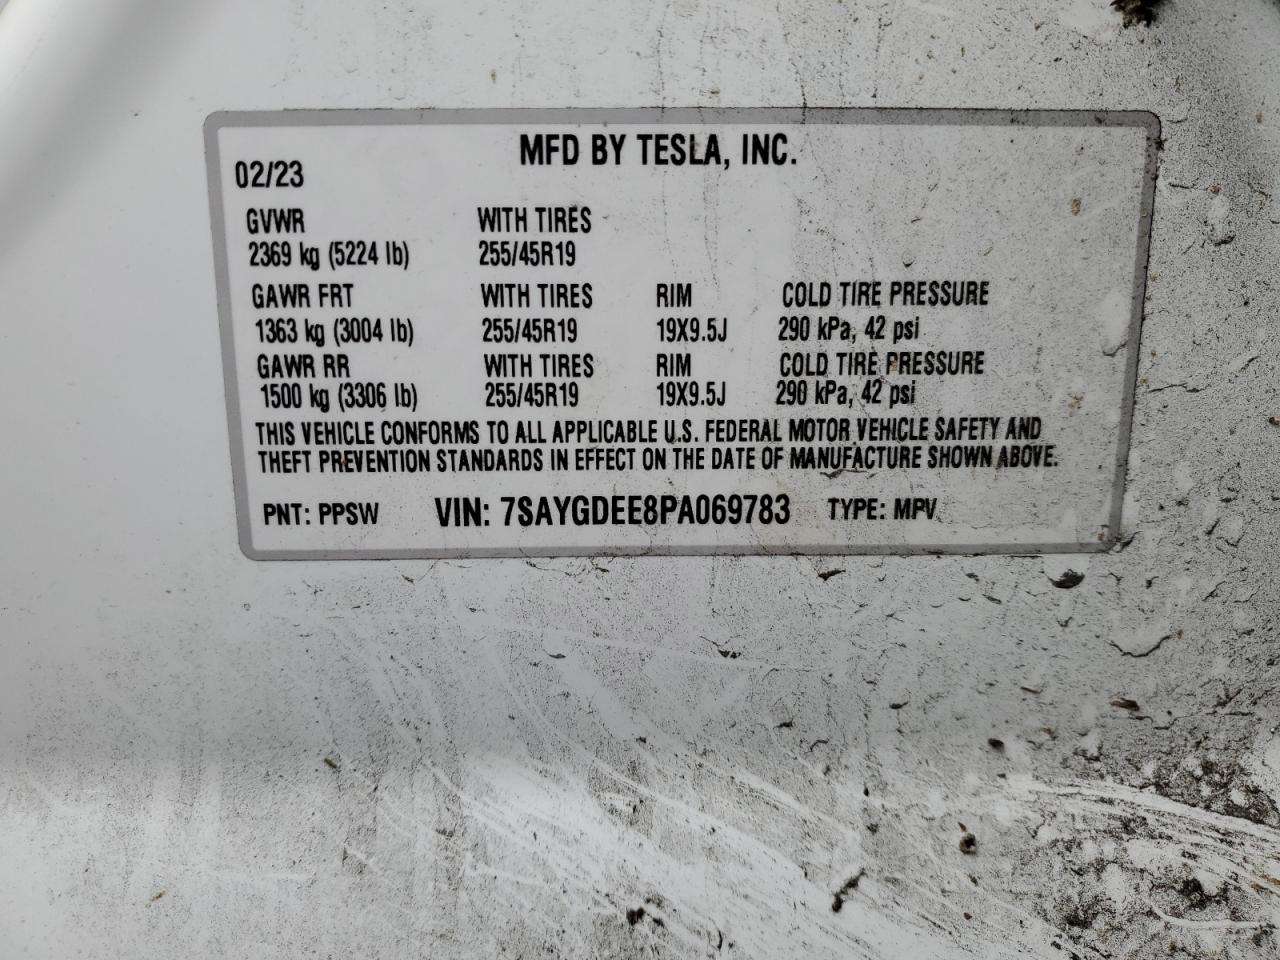 MFD BY TESLA, INC.
02/23
GVWR WITH TIRES
2369 kg (5224 lb) 255/45R19
GAWR FRT WITH TIRES RIM COLD TIRE PRESSURE
1363 kg (3004 lb) 255/45R19 19X9.5J 290 kPa, 42 psi
GAWR RR WITH TIRES RIM COLD TIRE PRESSURE
1500 kg (3306 lb) 255/45R19 19X9.5J 290 kPa, 42 psi
THIS VEHICLE CONFORMS TO ALL APPLICABLE U.S. FEDERAL MOTOR VEHICLE SAFETY AND
THEFT PREVENTION STANDARDS IN EFFECT ON THE DATE OF MANUFACTURE SHOWN ABOVE.
PNT: PPSW VIN: 7SAYGDEE8PA069783 TYPE: MPV